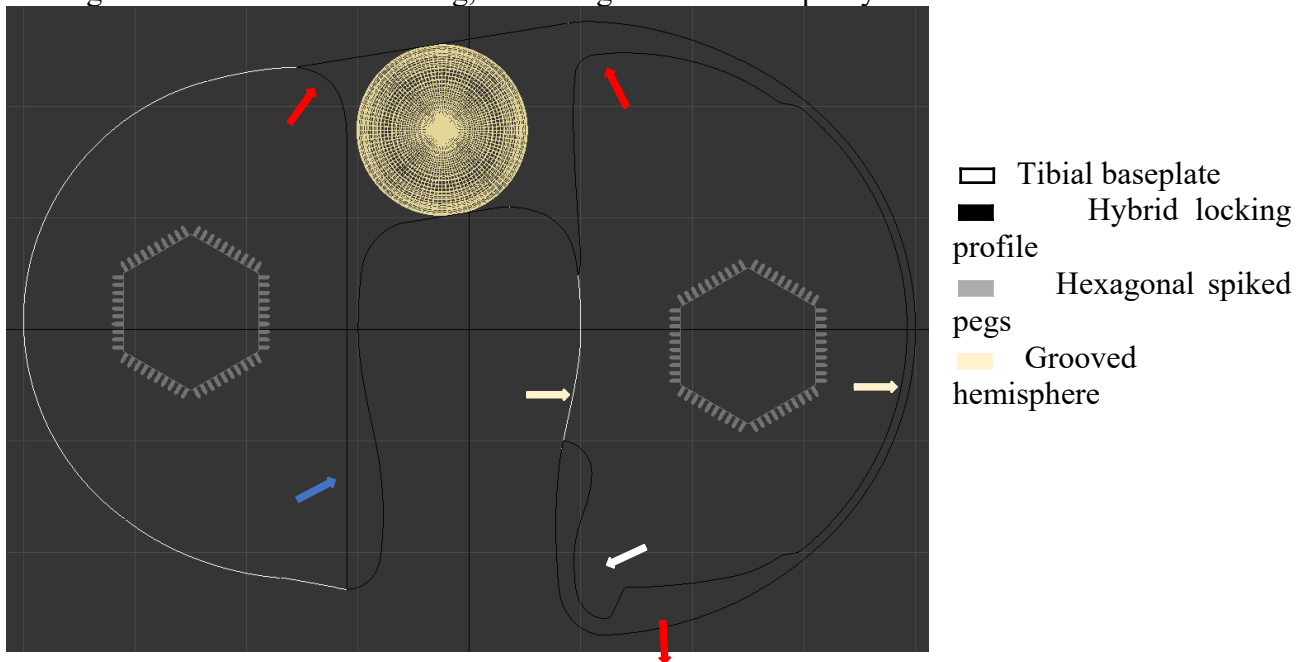 Tibial baseplate
Hybrid locking
profile
Hexagonal spiked
pegs
Grooved
hemisphere